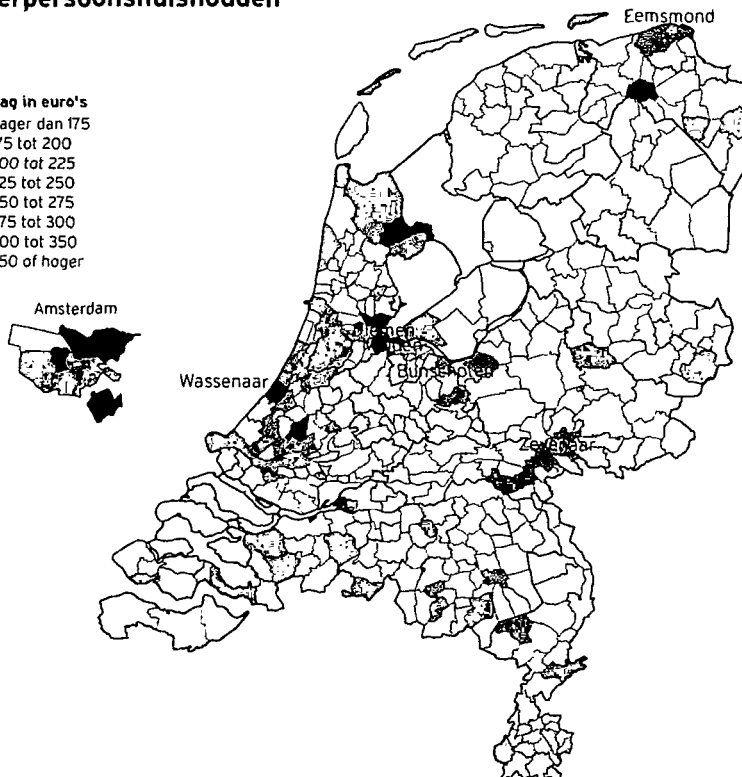 erpersoonshuishouden
Eemsmond
ag in euro's
ager dan 175
75 tot 200
00 tot 225
25 tot 250
50 tot 275
75 tot 300
00 tot 350
50 of hoger
Amsterdam
Diemen
Wassenaar
Bunschoten
Zevenaar